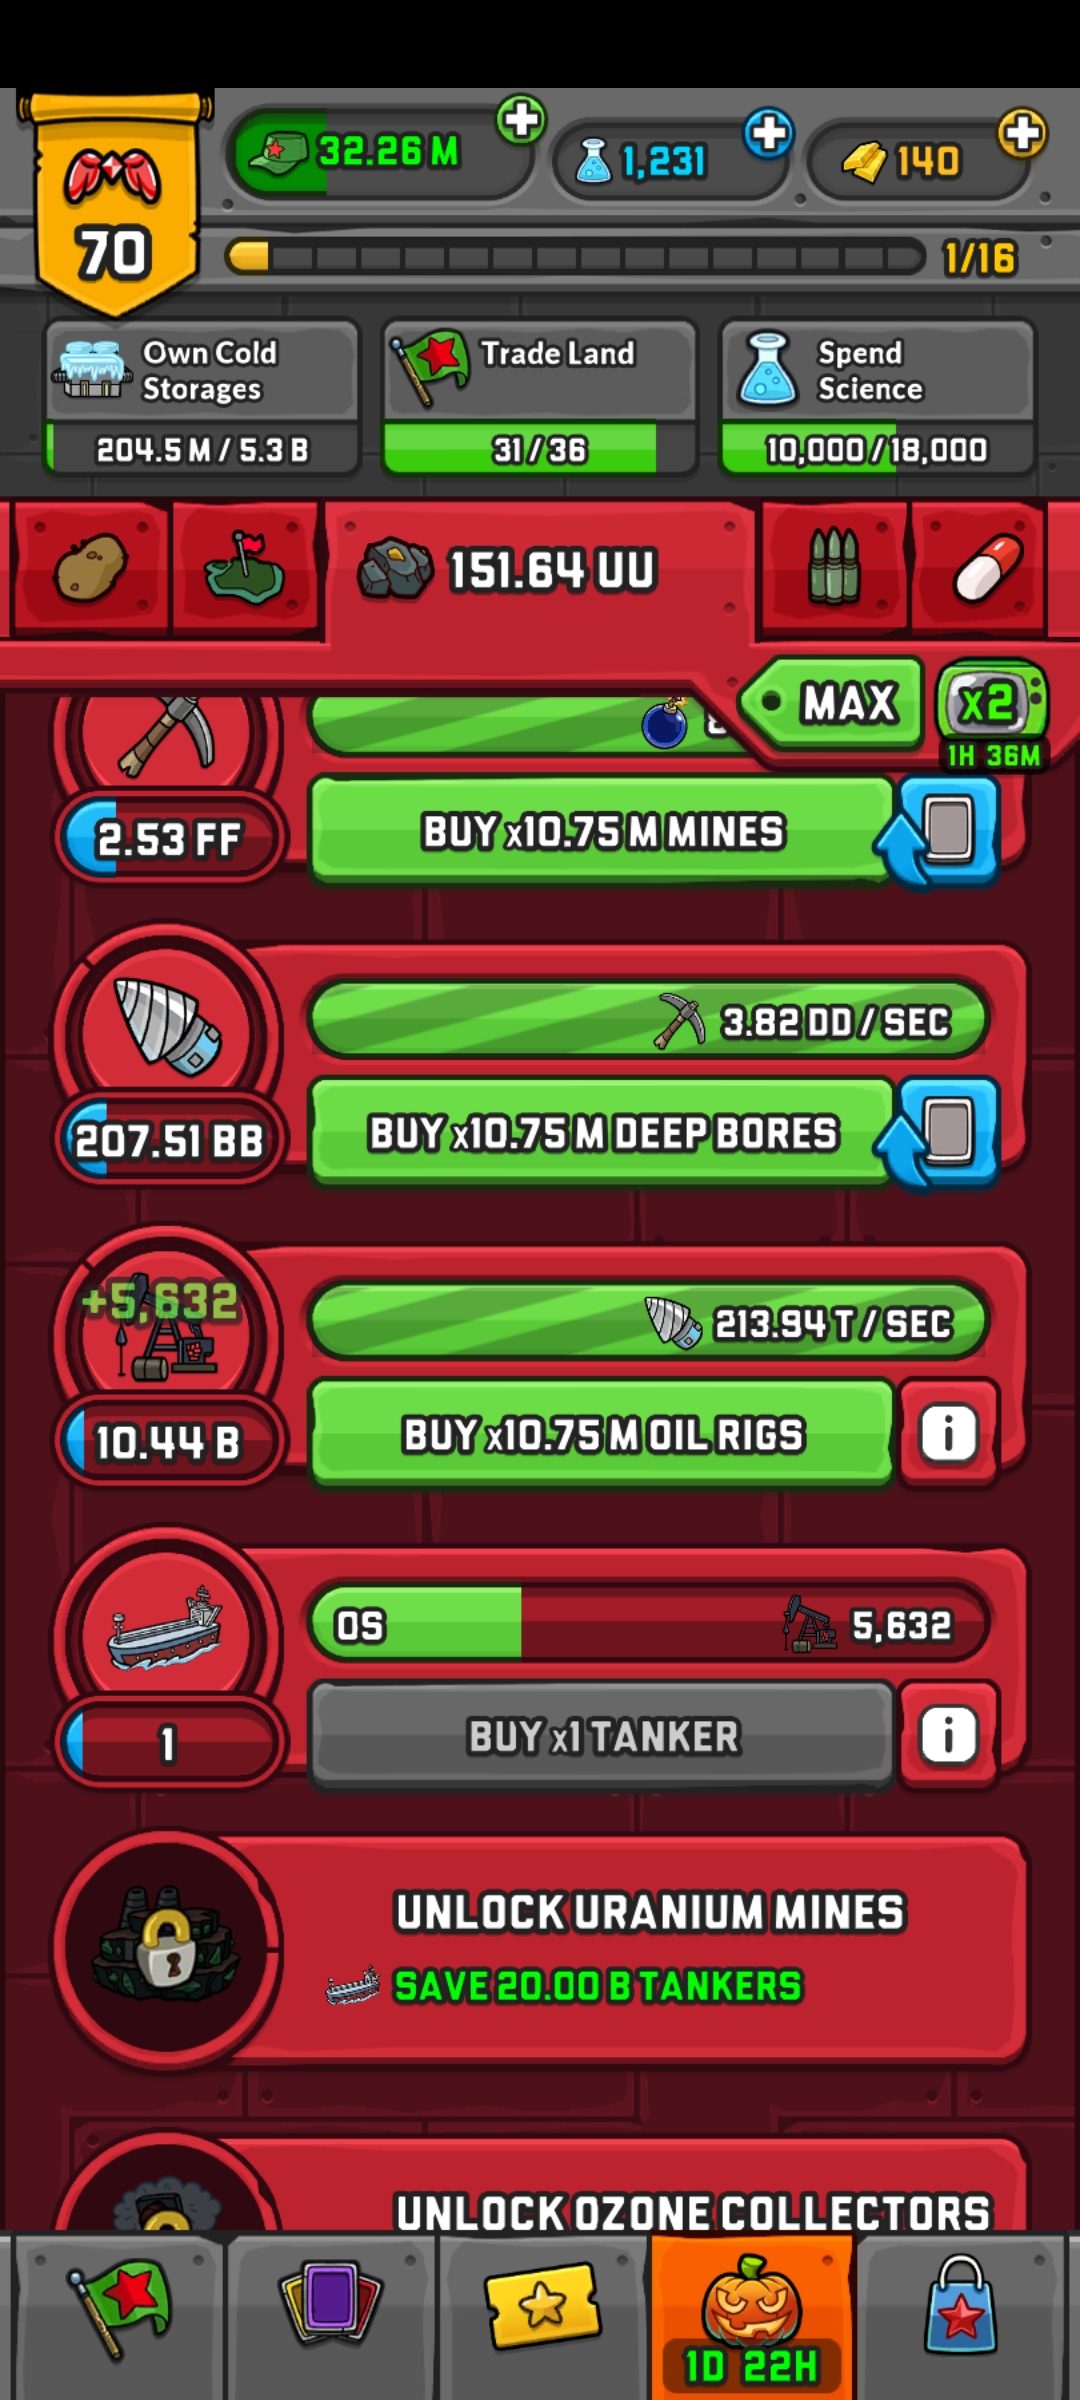 70
32.26 M
1,231
140
1/16
Own Cold
Storages
204.5 M / 5.3 B
Trade Land
31 / 36
Spend
Science
10,000 / 18,000
151.64 UU
MAX
x2
1H 36M
2.53 FF
BUY x10.75 M MINES
3.82 DD / SEC
207.51 BB
BUY x10.75 M DEEP BORES
+5,632
213.94 T / SEC
10.44 B
BUY x10.75 M OIL RIGS
i
0S
5,632
1
BUY x1 TANKER
i
UNLOCK URANIUM MINES
SAVE 20.00 B TANKERS
UNLOCK OZONE COLLECTORS
1D 22H